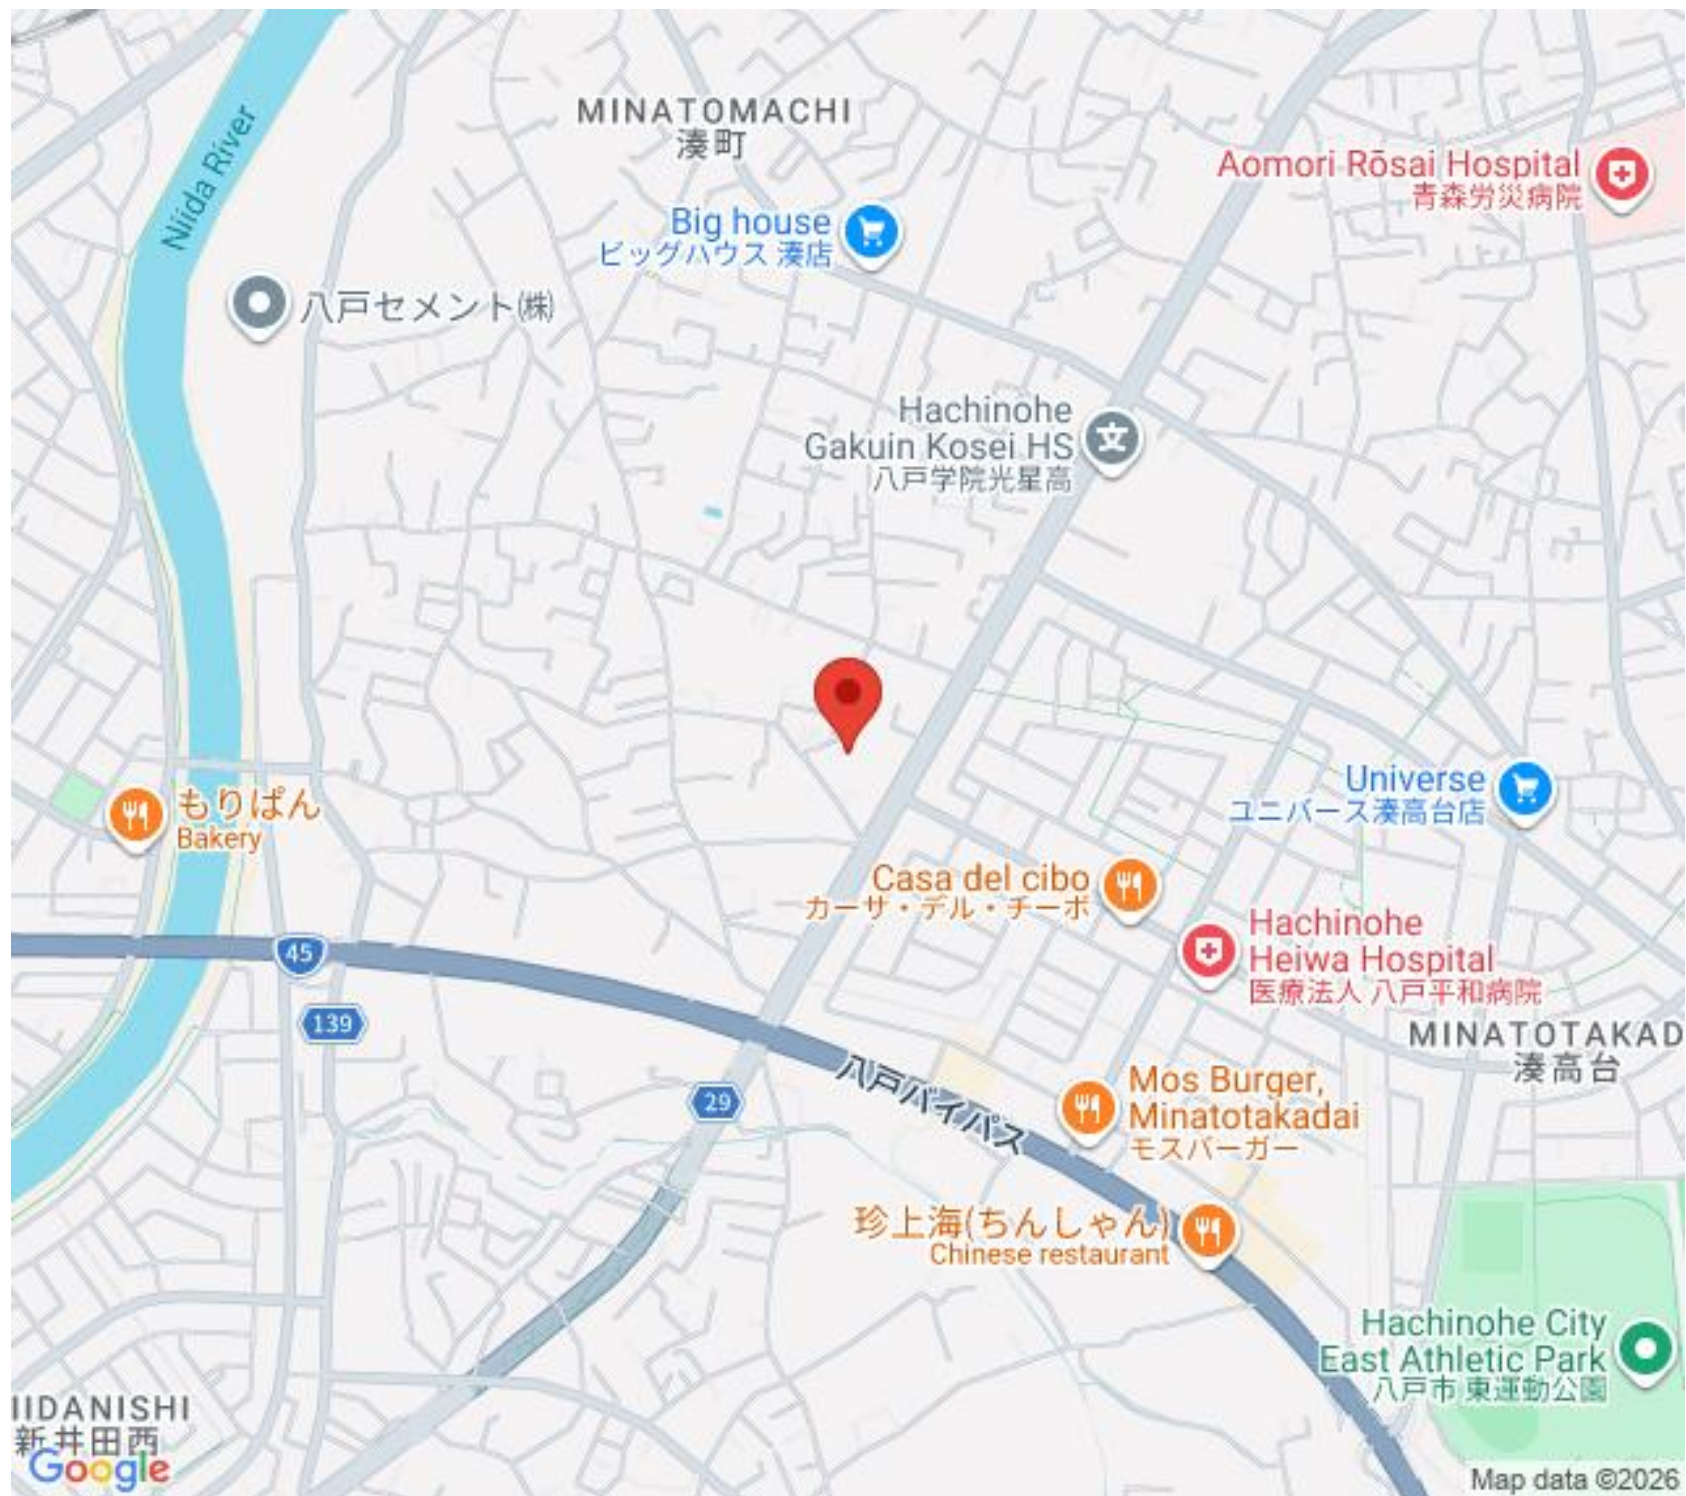 MINATOMACHI
湊町
Niida River
Aomori Rōsai Hospital
青森労災病院
Big house
ビッグハウス 湊店
八戸セメント㈱
Hachinohe
Gakuin Kosei HS
八戸学院光星高
Universe
ユニバース湊高台店
もりぱん
Bakery
Casa del cibo
カーサ・デル・チーボ
Hachinohe
Heiwa Hospital
医療法人 八戸平和病院
45
139
MINATOTAKAD
湊高台
八戸バイパス
29
Mos Burger,
Minatotakadai
モスバーガー
珍上海(ちんしゃん)
Chinese restaurant
Hachinohe City
East Athletic Park
八戸市 東運動公園
IIDANISHI
新井田西
Google
Map data ©2026